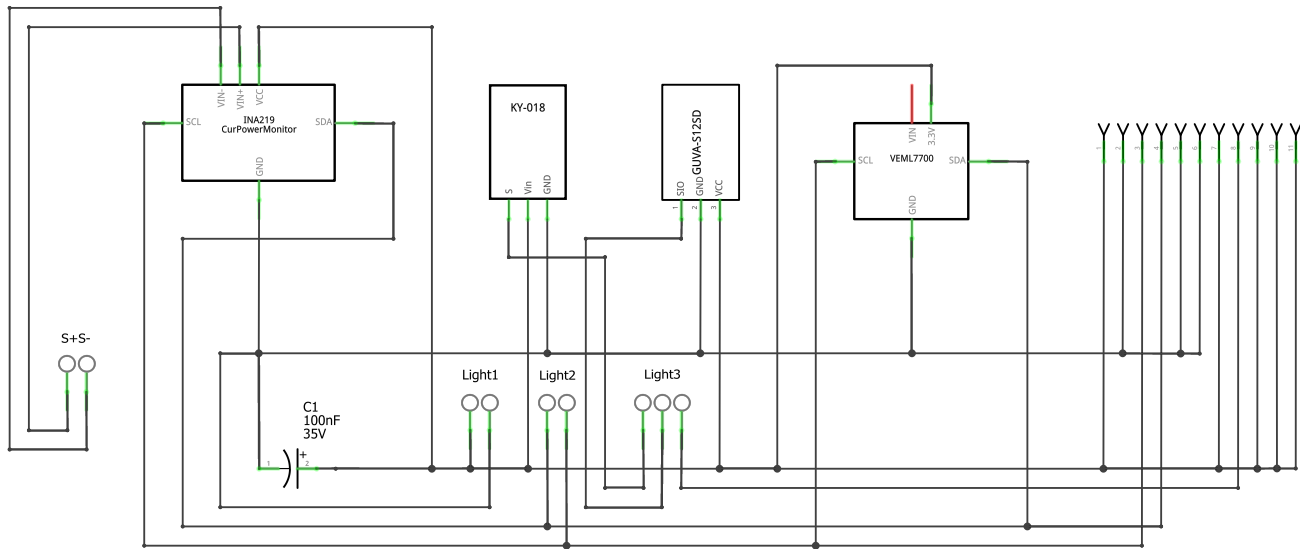 VIN-
VIN+
VCC
SCL
INA219
CurPowerMonitor
SDA
GND
KY-018
S
Vin
GND
GUVA-S12SD
SIO
GND
VCC
1
2
3
VIN
3.3V
SCL
VEML7700
SDA
GND
1
2
3
4
5
6
7
8
9
10
11
S+S-
Light1
Light2
Light3
C1
100nF
35V
1
+
2